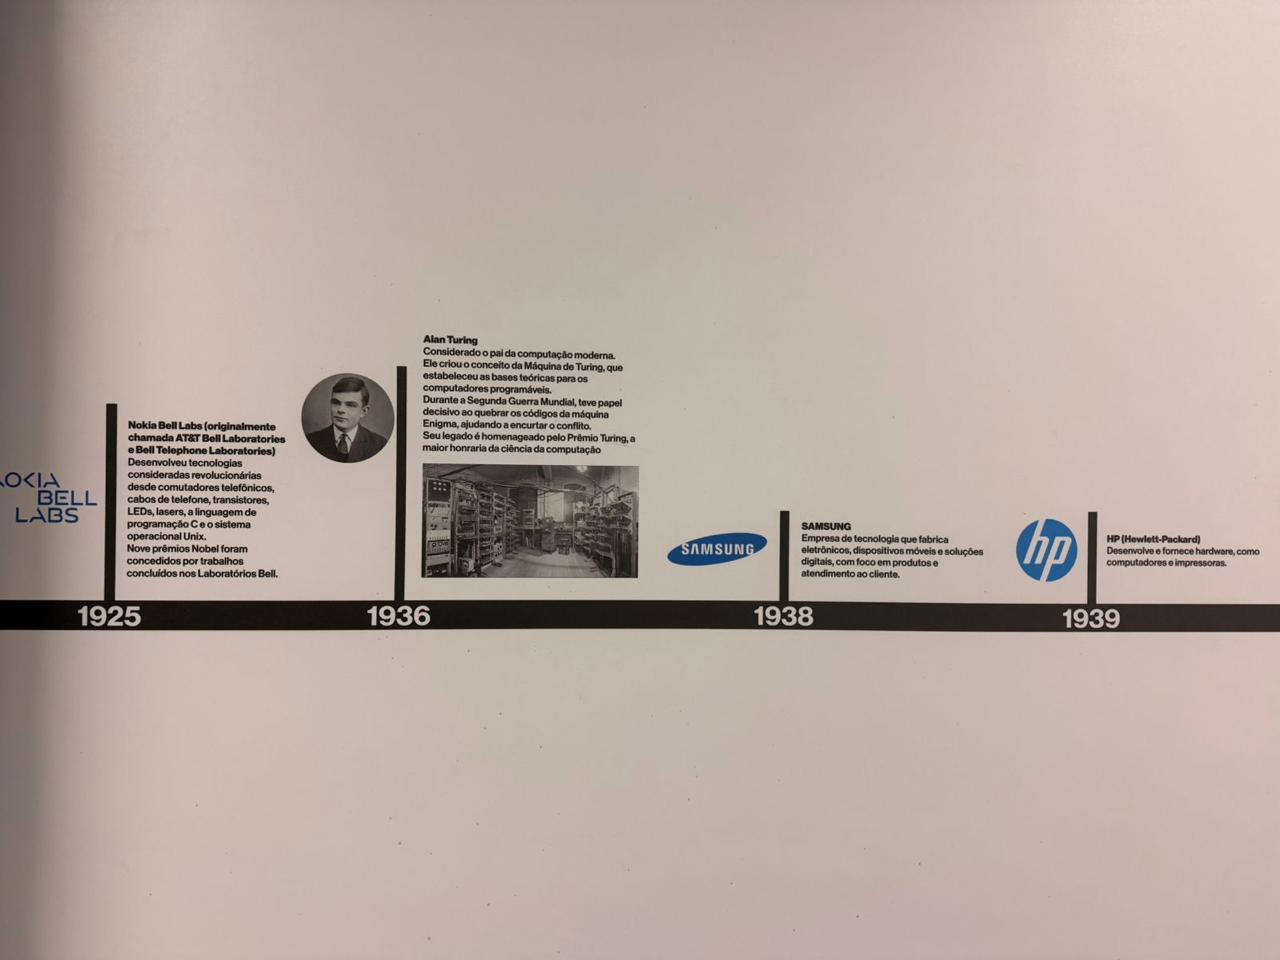 BELL
LABS
Nokia Bell Labs (originalmente
chamada AT&T Bell Laboratories
e Bell Telephone Laboratories)
Desenvolveu tecnologias
consideradas revolucionárias
desde comutadores telefônicos,
cabos de telefone, transistores,
LEDs, lasers, a linguagem de
programação C e o sistema
operacional Unix.
Nove prêmios Nobel foram
concedidos por trabalhos
concluídos nos Laboratórios Bell.
1925
Alan Turing
Considerado o pai da computação moderna.
Ele criou o conceito da Máquina de Turing, que
estabeleceu as bases teóricas para os
computadores programáveis.
Durante a Segunda Guerra Mundial, teve papel
decisivo ao quebrar os códigos da máquina
Enigma, ajudando a encurtar o conflito.
Seu legado é homenageado pelo Prêmio Turing, a
maior honraria da ciência da computação
1936
SAMSUNG
SAMSUNG
Empresa de tecnologia que fabrica
eletrônicos, dispositivos móveis e soluções
digitais, com foco em produtos e
atendimento ao cliente.
1938
hp
HP (Hewlett-Packard)
Desenvolve e fornece hardware, como
computadores e impressoras.
1939